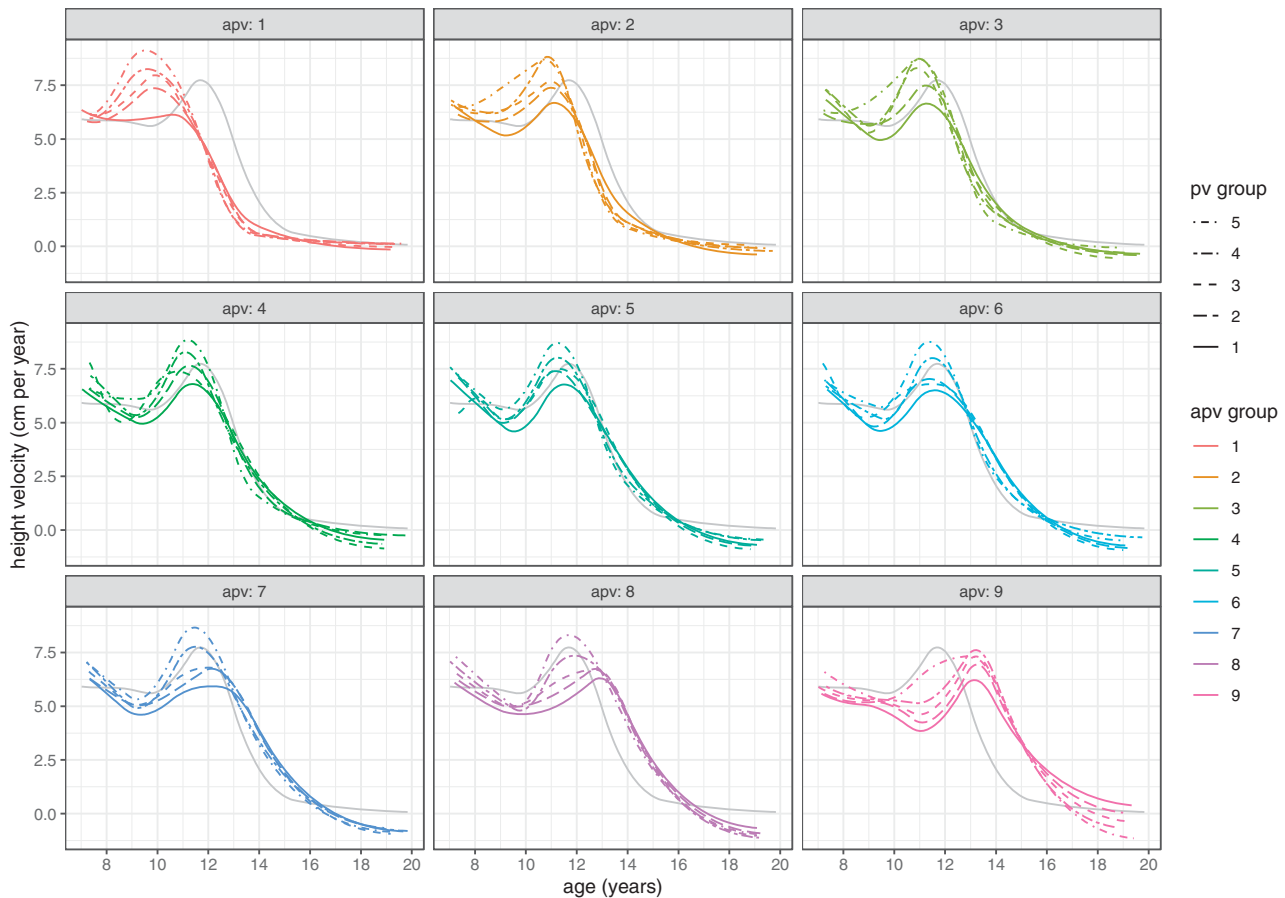 apv: 1
apv: 2
apv: 3
7.5
5.0
2.5
0.0
apv: 4
apv: 5
apv: 6
7.5
5.0
2.5
0.0
apv: 7
apv: 8
apv: 9
7.5
5.0
2.5
0.0
8 10 12 14 16 18 20
8 10 12 14 16 18 20
8 10 12 14 16 18 20
age (years)
height velocity (cm per year)
pv group
5
4
3
2
1
apv group
1
2
3
4
5
6
7
8
9